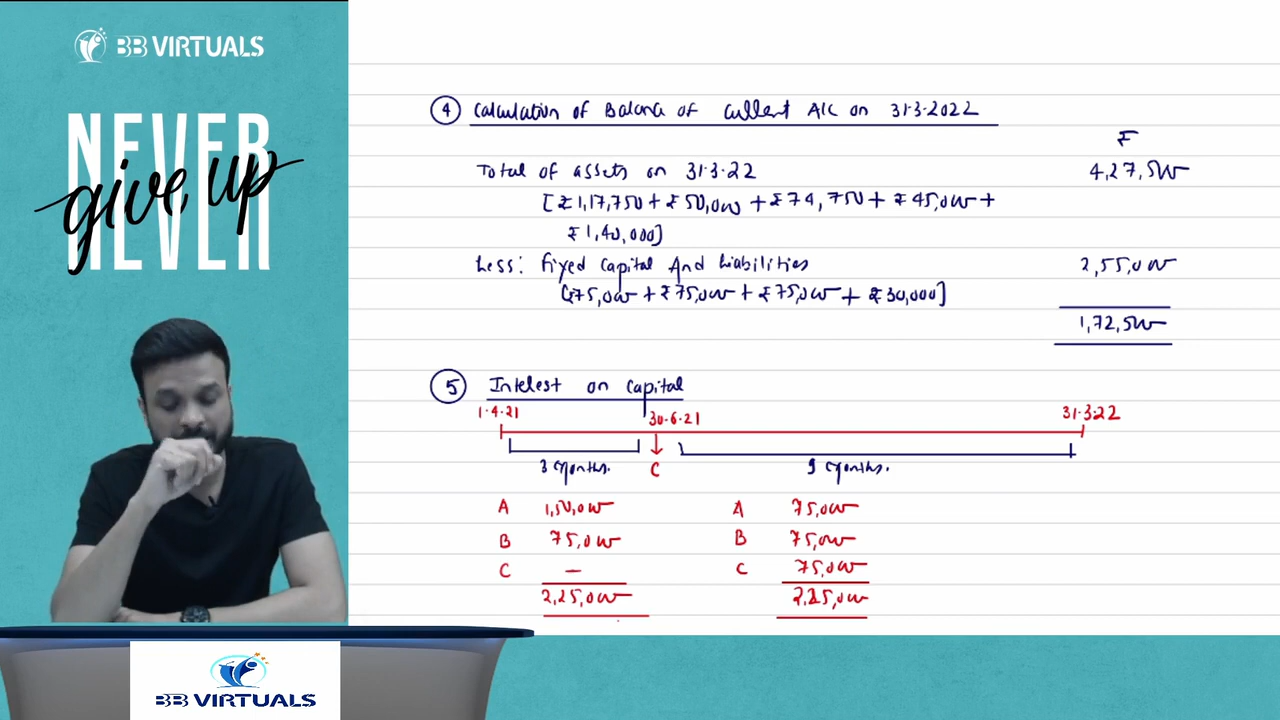 BB VIRTUALS
NEVER
give up
NEVER
④ Calculation of Balance of Current A/c on 31.3.2022
₹
Total of assets on 31.3.22 4,27,500
[₹1,17,750 + ₹50,000 + ₹74,750 + ₹45,000 +
₹1,40,000]
Less: Fixed Capital And Liabilities 2,55,000
[₹75,000 + ₹75,000 + ₹75,000 + ₹30,000]
1,72,500
⑤ Interest on Capital
1.4.21 30.6.21 31.3.22
3 months. C 9 months.
A 1,50,000 A 75,000
B 75,000 B 75,000
C — C 75,000
2,25,000 2,25,000
BB VIRTUALS